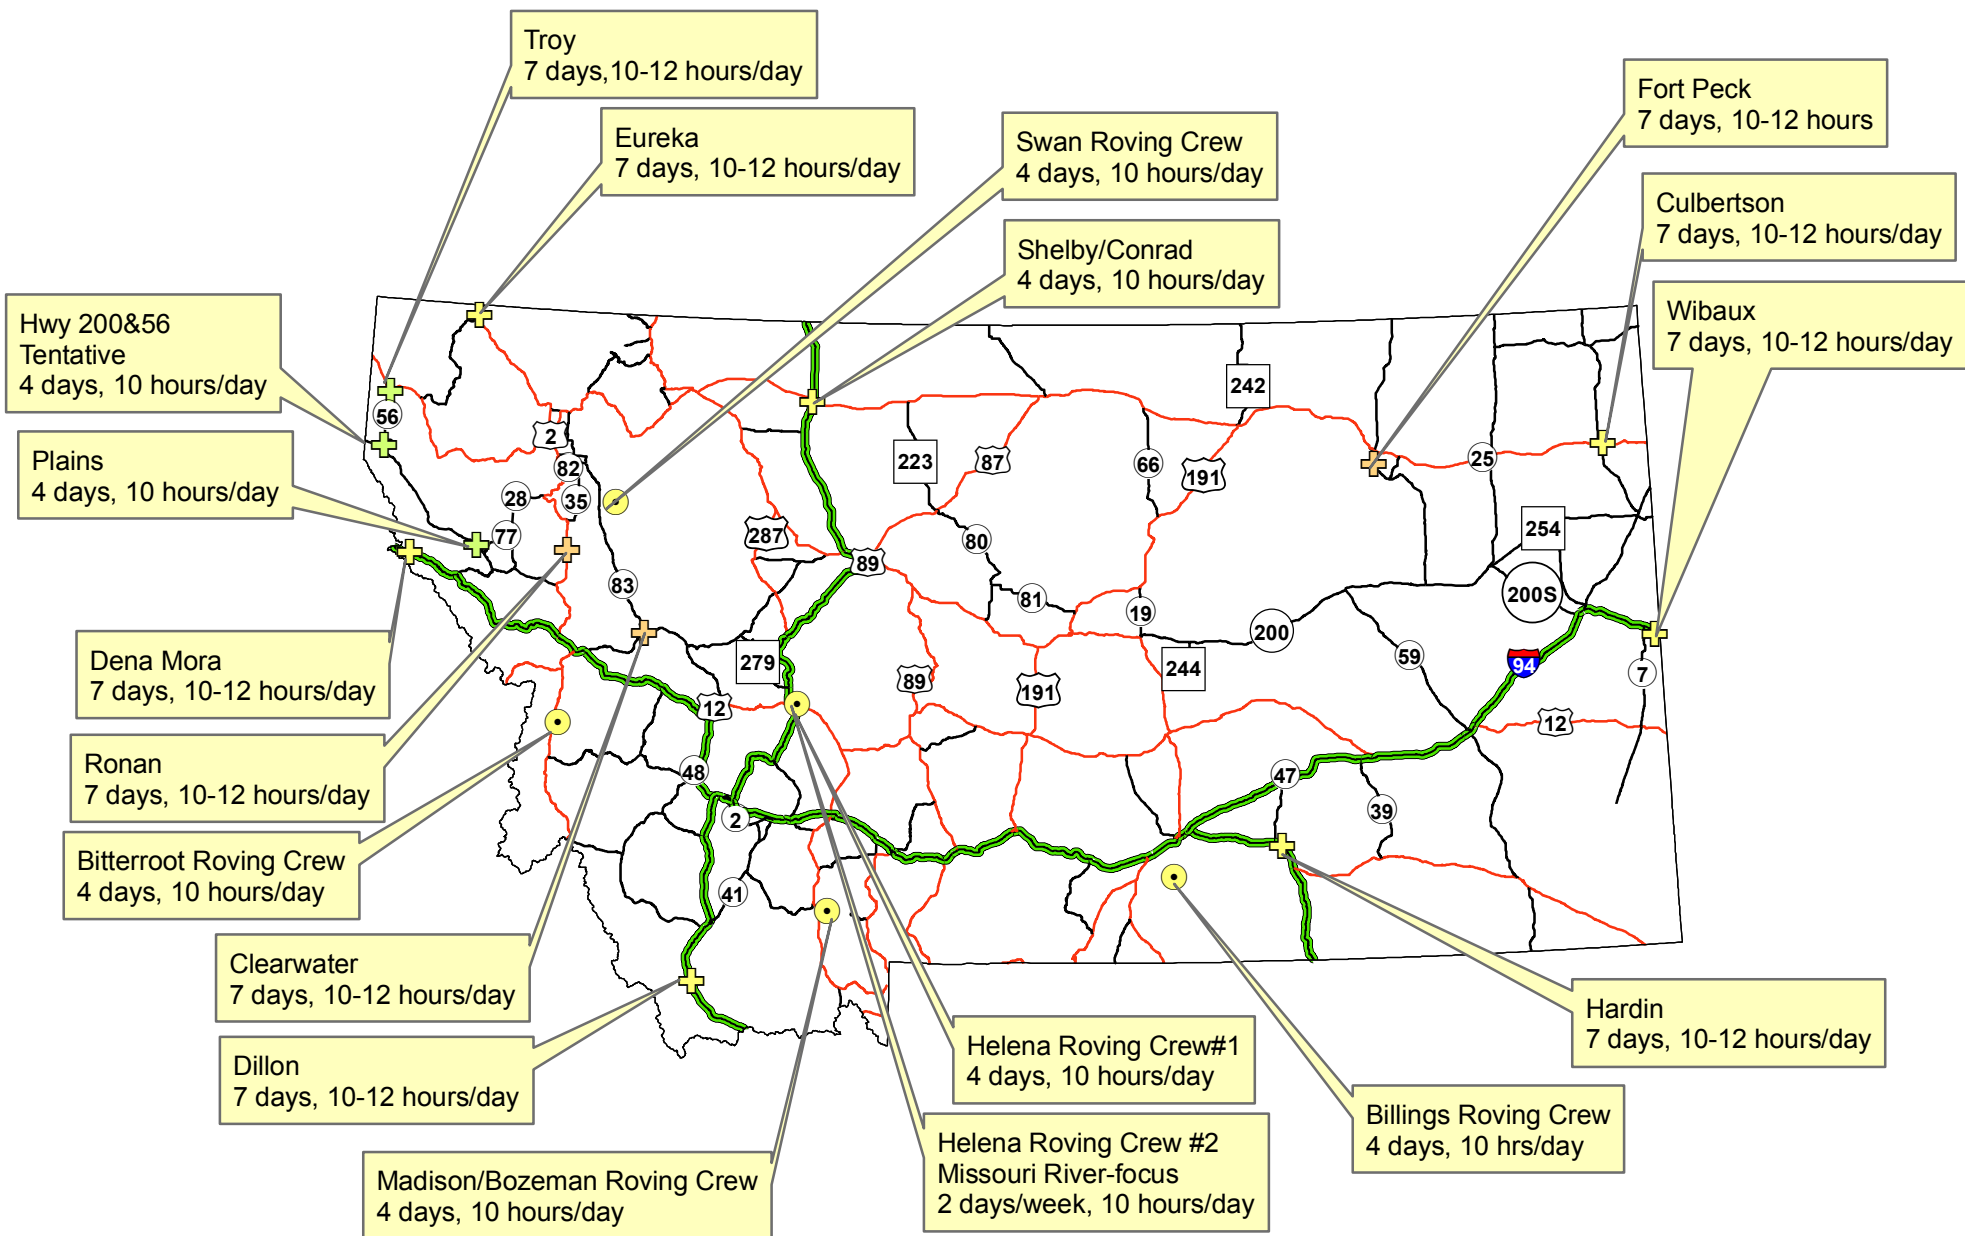 Troy
7 days,10-12 hours/day
Eureka
7 days, 10-12 hours/day
Swan Roving Crew
4 days, 10 hours/day
Shelby/Conrad
4 days, 10 hours/day
Fort Peck
7 days, 10-12 hours
Culbertson
7 days, 10-12 hours/day
Wibaux
7 days, 10-12 hours/day
Hwy 200&56
Tentative
4 days, 10 hours/day
Plains
4 days, 10 hours/day
Dena Mora
7 days, 10-12 hours/day
Ronan
7 days, 10-12 hours/day
Bitterroot Roving Crew
4 days, 10 hours/day
Clearwater
7 days, 10-12 hours/day
Dillon
7 days, 10-12 hours/day
Madison/Bozeman Roving Crew
4 days, 10 hours/day
Helena Roving Crew#1
4 days, 10 hours/day
Helena Roving Crew #2
Missouri River-focus
2 days/week, 10 hours/day
Billings Roving Crew
4 days, 10 hrs/day
Hardin
7 days, 10-12 hours/day
56
2
82
28
35
77
83
287
279
12
48
2
41
89
223
87
80
81
89
191
66
191
242
19
244
200
59
47
39
25
254
200S
94
7
12